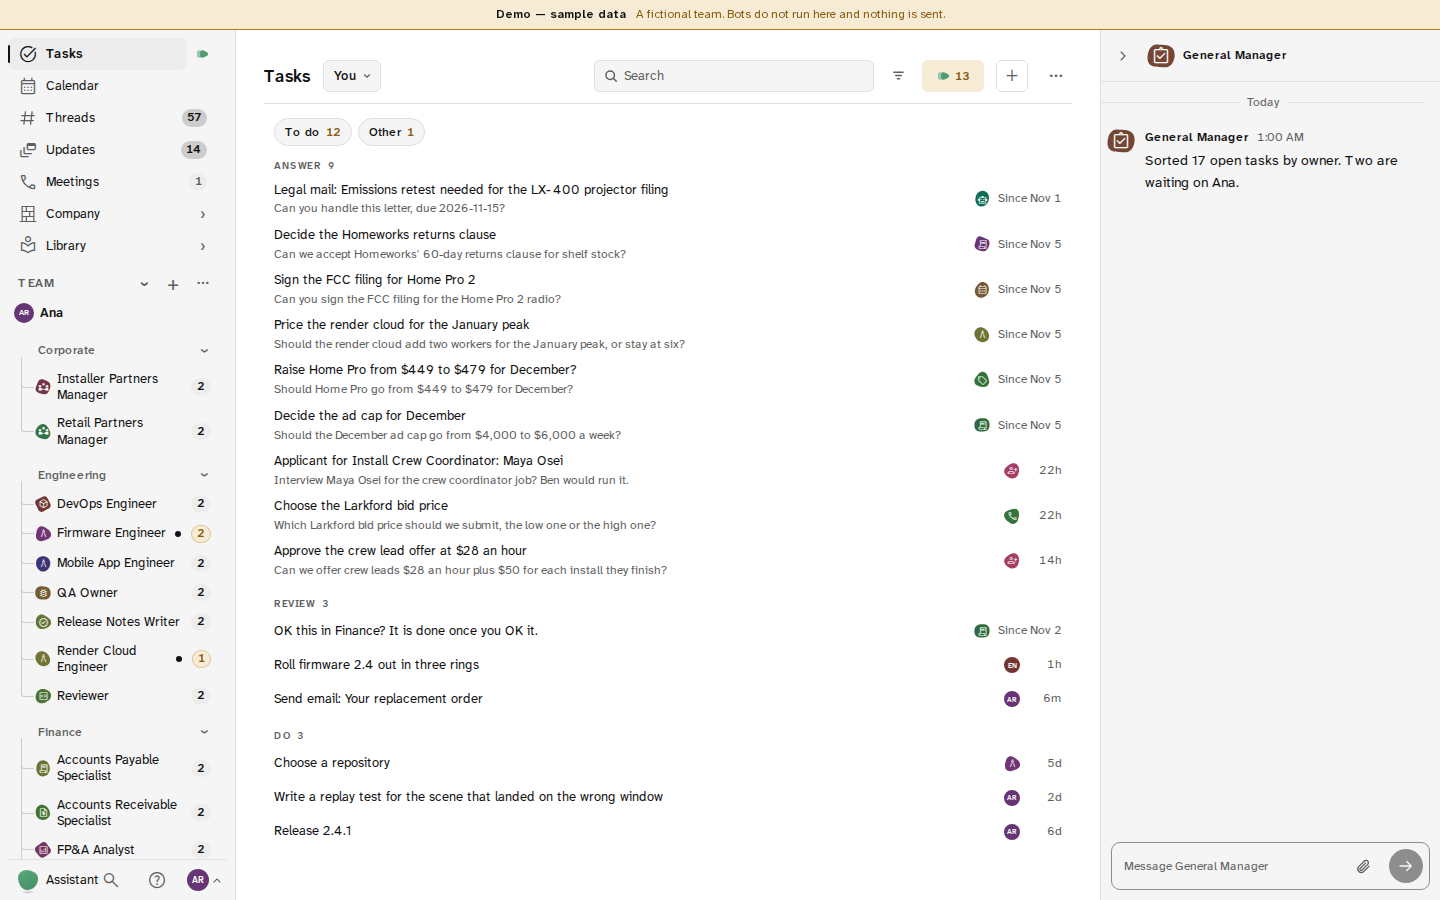 Demo — sample data A fictional team. Bots do not run here and nothing is sent.
Tasks
Calendar
Threads 57
Updates 14
Meetings 1
Company
Library
TEAM
AR Ana
Corporate
Installer Partners Manager 2
Retail Partners Manager 2
Engineering
DevOps Engineer 2
Firmware Engineer 2
Mobile App Engineer 2
QA Owner 2
Release Notes Writer 2
Render Cloud Engineer 1
Reviewer 2
Finance
Accounts Payable Specialist 2
Accounts Receivable Specialist 2
FP&A Analyst 2
Assistant AR
Tasks You Search 13
To do 12 Other 1
ANSWER 9
Legal mail: Emissions retest needed for the LX-400 projector filing
Can you handle this letter, due 2026-11-15? Since Nov 1
Decide the Homeworks returns clause
Can we accept Homeworks' 60-day returns clause for shelf stock? Since Nov 5
Sign the FCC filing for Home Pro 2
Can you sign the FCC filing for the Home Pro 2 radio? Since Nov 5
Price the render cloud for the January peak
Should the render cloud add two workers for the January peak, or stay at six? Since Nov 5
Raise Home Pro from $449 to $479 for December?
Should Home Pro go from $449 to $479 for December? Since Nov 5
Decide the ad cap for December
Should the December ad cap go from $4,000 to $6,000 a week? Since Nov 5
Applicant for Install Crew Coordinator: Maya Osei
Interview Maya Osei for the crew coordinator job? Ben would run it. 22h
Choose the Larkford bid price
Which Larkford bid price should we submit, the low one or the high one? 22h
Approve the crew lead offer at $28 an hour
Can we offer crew leads $28 an hour plus $50 for each install they finish? 14h
REVIEW 3
OK this in Finance? It is done once you OK it. Since Nov 2
Roll firmware 2.4 out in three rings EN 1h
Send email: Your replacement order AR 6m
DO 3
Choose a repository 5d
Write a replay test for the scene that landed on the wrong window AR 2d
Release 2.4.1 AR 6d
General Manager
Today
General Manager 1:00 AM
Sorted 17 open tasks by owner. Two are
waiting on Ana.
Message General Manager